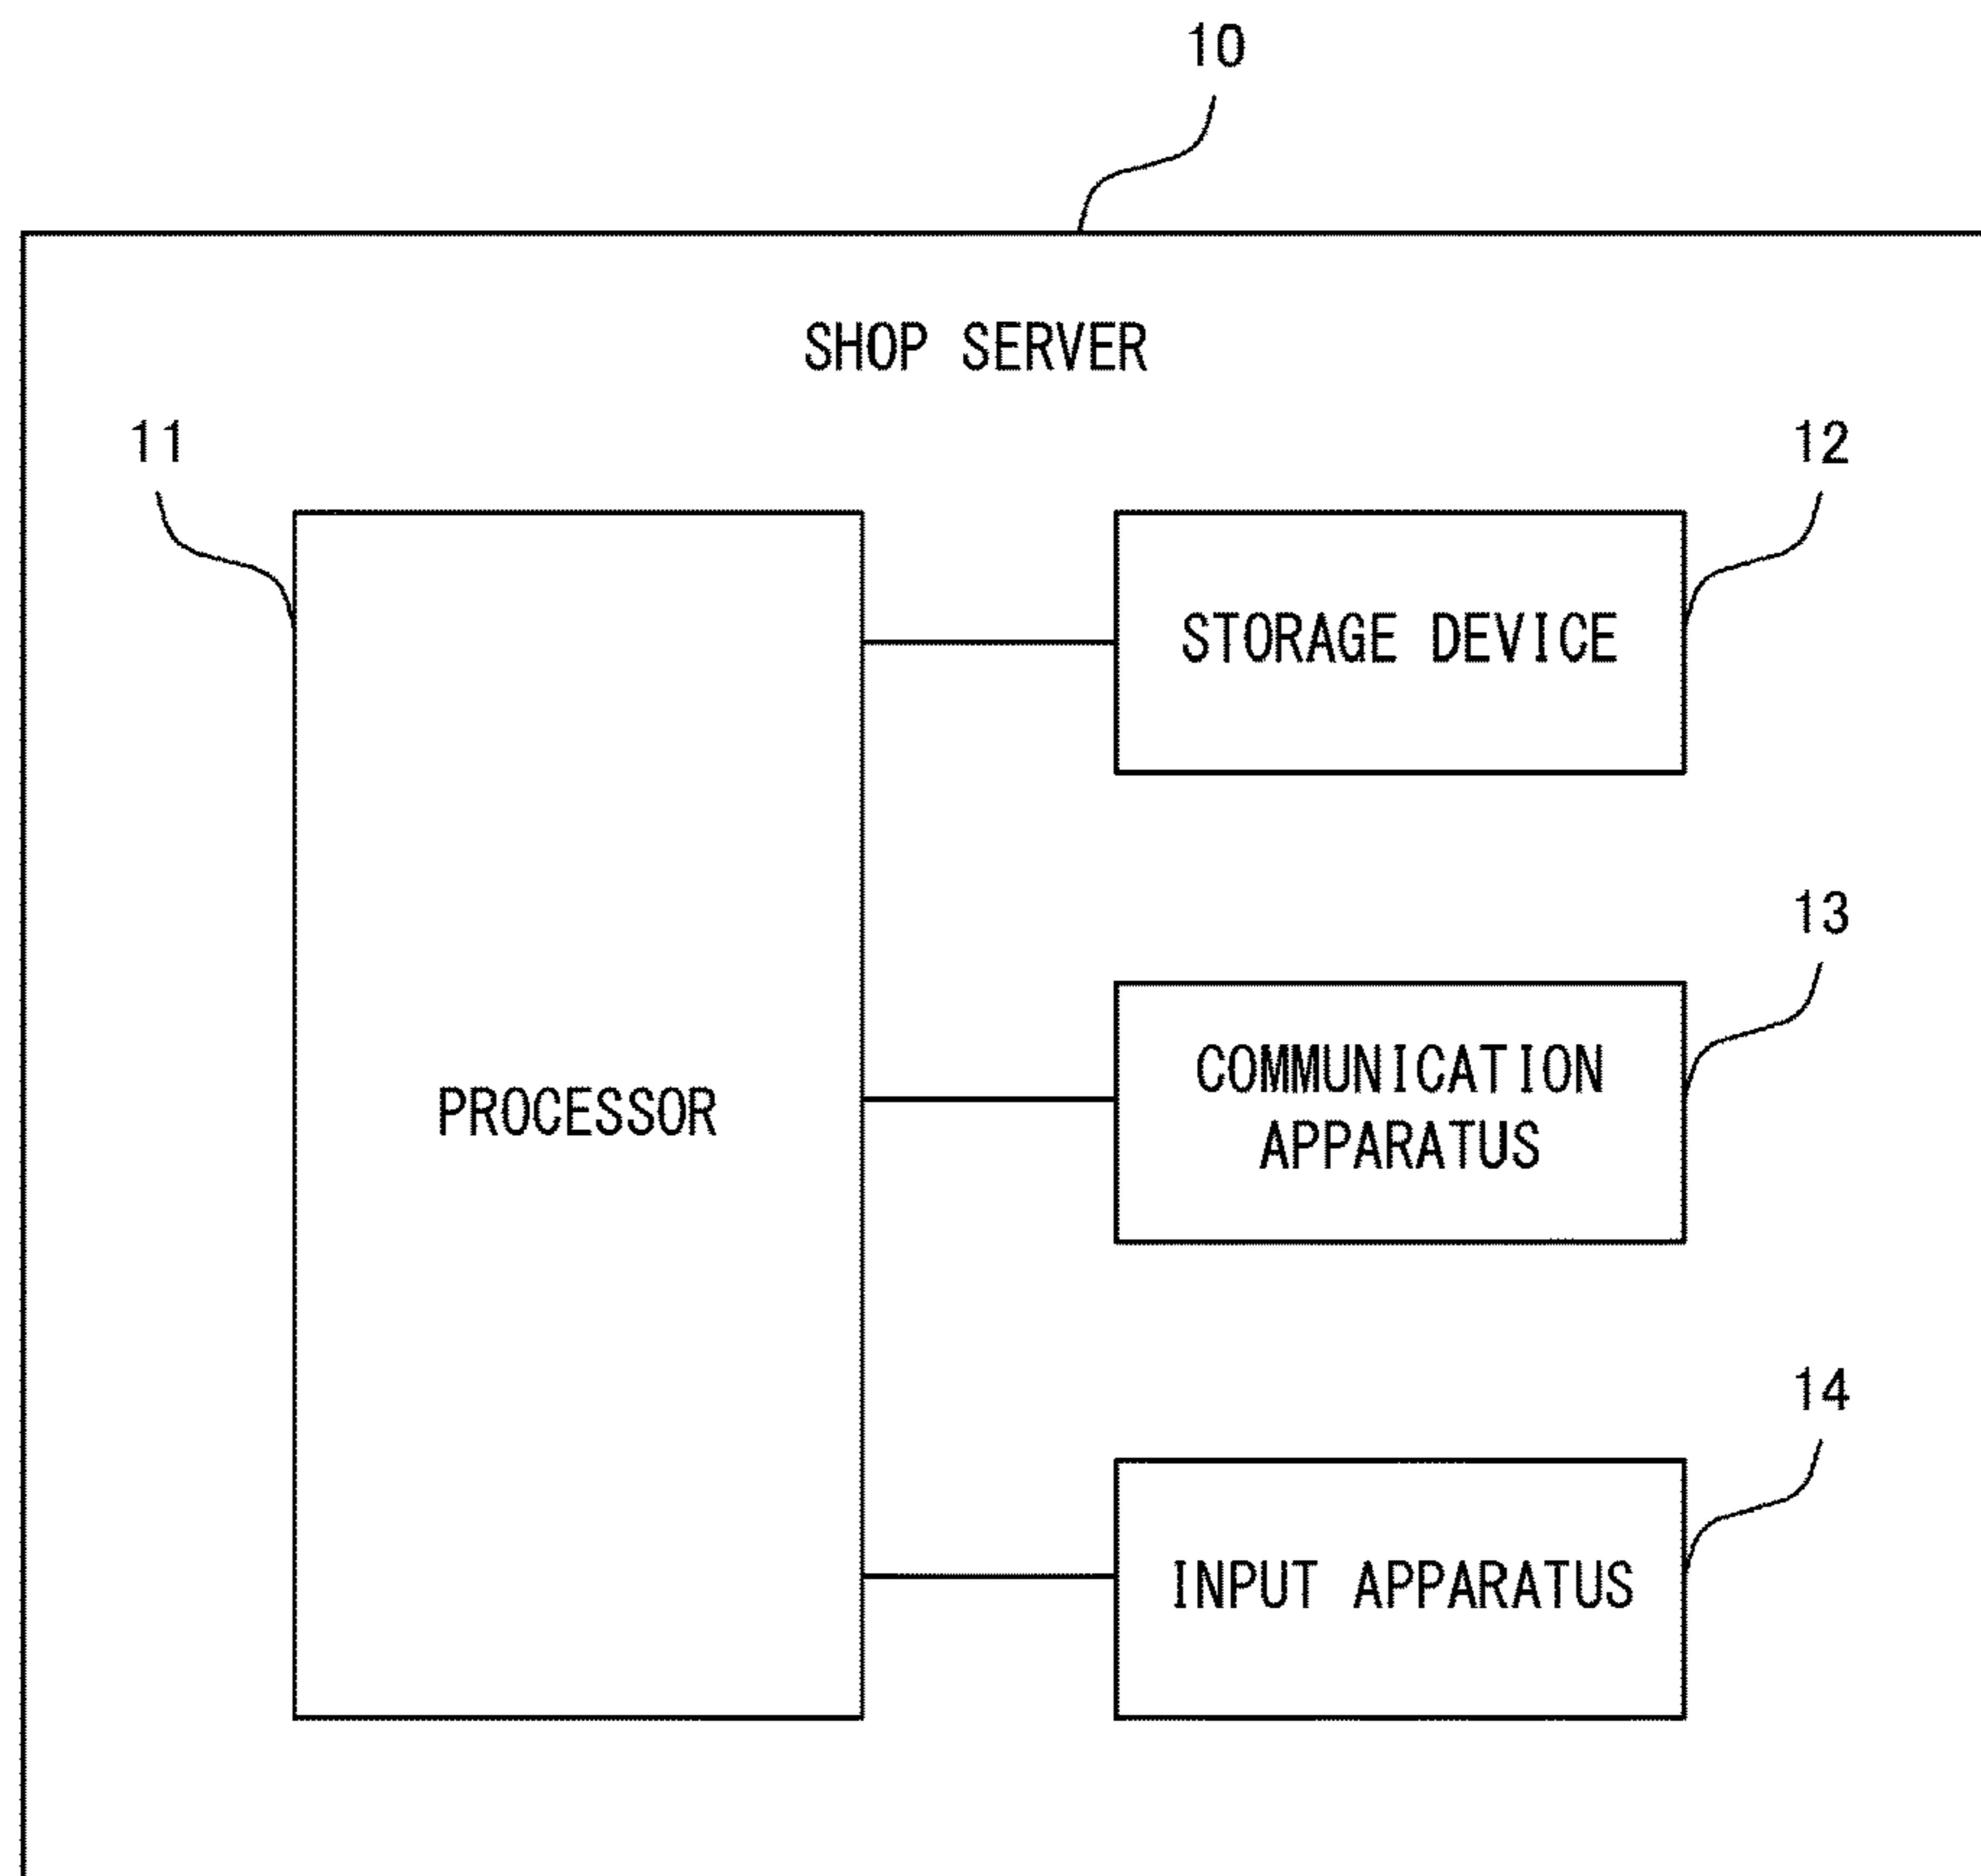 10
SHOP SERVER
11
12
STORAGE DEVICE
13
COMMUNICATION
APPARATUS
PROCESSOR
14
INPUT APPARATUS